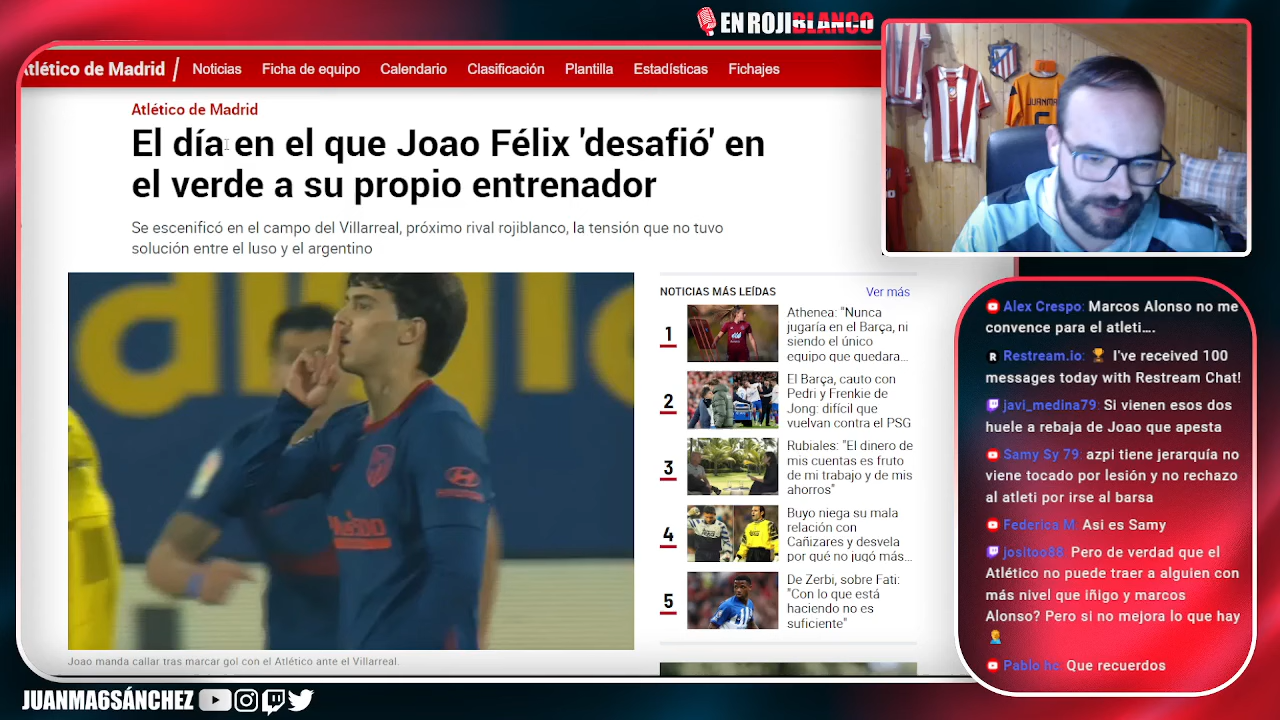 EN ROJIBLANCO
tlético de Madrid / Noticias Ficha de equipo Calendario Clasificación Plantilla Estadísticas Fichajes
Atlético de Madrid
El día en el que Joao Félix 'desafió' en
el verde a su propio entrenador
Se escenificó en el campo del Villarreal, próximo rival rojiblanco, la tensión que no tuvo
solución entre el luso y el argentino
Joao manda callar tras marcar gol con el Atlético ante el Villarreal.
NOTICIAS MÁS LEÍDAS Ver más
1
Athenea: "Nunca
jugaría en el Barça, ni
siendo el único
equipo que quedara...
2
El Barça, cauto con
Pedri y Frenkie de
Jong: difícil que
vuelvan contra el PSG
3
Rubiales: "El dinero de
mis cuentas es fruto
de mi trabajo y de mis
ahorros"
4
Buyo niega su mala
relación con
Cañizares y desvela
por qué no jugó más...
5
De Zerbi, sobre Fati:
"Con lo que está
haciendo no es
suficiente"
JUANMA
Alex Crespo: Marcos Alonso no me
convence para el atleti....
Restream.io: 🏆 I've received 100
messages today with Restream Chat!
javi_medina79: Si vienen esos dos
huele a rebaja de Joao que apesta
Samy Sy 79: azpi tiene jerarquía no
viene tocado por lesión y no rechazo
al atleti por irse al barsa
Federica M: Asi es Samy
jositoo88: Pero de verdad que el
Atlético no puede traer a alguien con
más nivel que iñigo y marcos
Alonso? Pero si no mejora lo que hay
Pablo hc: Que recuerdos
JUANMA6SÁNCHEZ